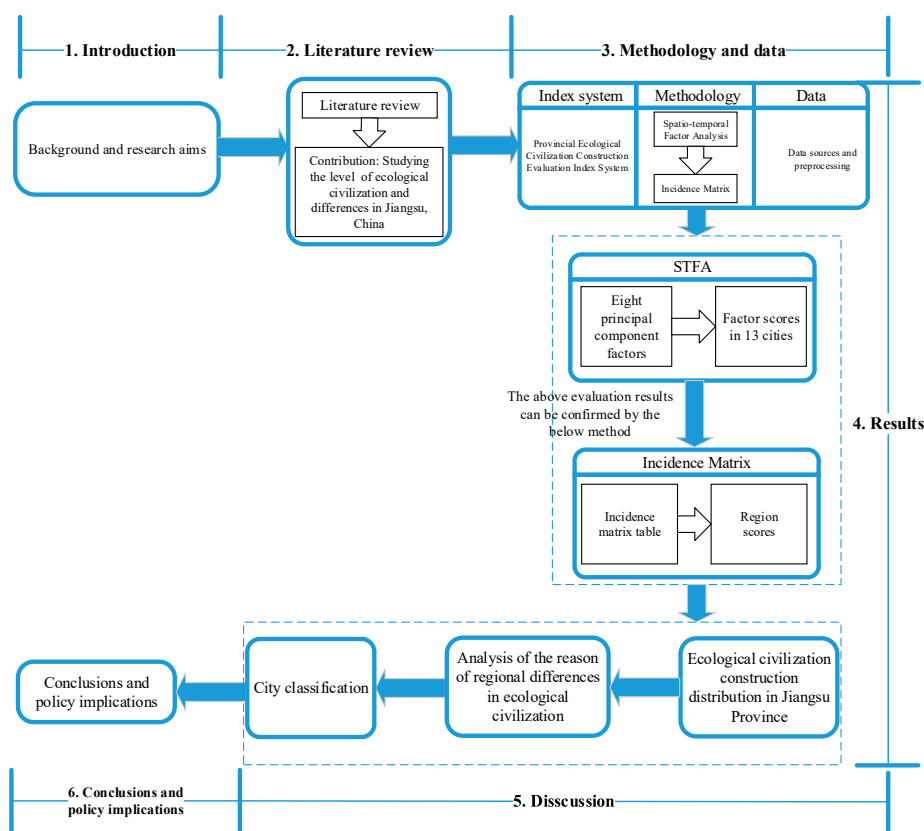 1. Introduction
2. Literature review
3. Methodology and data
Background and research aims
Literature review
Contribution: Studying
the level of ecological
civilization and
differences in Jiangsu,
China
Index system
Methodology
Data
Provincial Ecological
Civilization Construction
Evaluation Index System
Spatio-temporal
Factor Analysis
Incidence Matrix
Data sources and
preprocessing
STFA
Eight
principal
component
factors
Factor scores
in 13 cities
The above evaluation results
can be confirmed by the
below method
4. Results
Incidence Matrix
Incidence
matrix table
Region
scores
Conclusions and
policy implications
City classification
Analysis of the reason
of regional differences
in ecological
civilization
Ecological civilization
construction
distribution in Jiangsu
Province
6. Conclusions and
policy implications
5. Disscussion